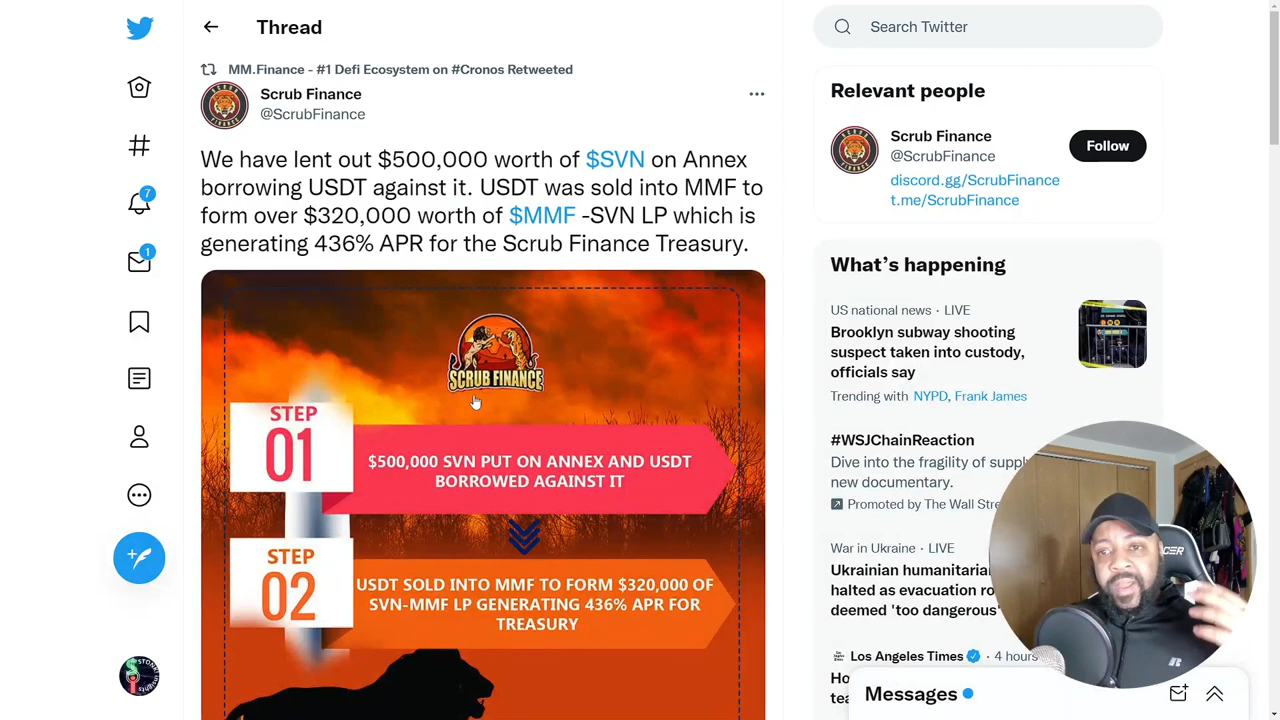 Thread
MM.Finance - #1 Defi Ecosystem on #Cronos Retweeted
Scrub Finance
@ScrubFinance
We have lent out $500,000 worth of $SVN on Annex
borrowing USDT against it. USDT was sold into MMF to
form over $320,000 worth of $MMF -SVN LP which is
generating 436% APR for the Scrub Finance Treasury.
SCRUB FINANCE
STEP
01
$500,000 SVN PUT ON ANNEX AND USDT
BORROWED AGAINST IT
STEP
02
USDT SOLD INTO MMF TO FORM $320,000 OF
SVN-MMF LP GENERATING 436% APR FOR
TREASURY
7
1
Search Twitter
Relevant people
Scrub Finance
@ScrubFinance
Follow
discord.gg/ScrubFinance
t.me/ScrubFinance
What's happening
US national news · LIVE
Brooklyn subway shooting
suspect taken into custody,
officials say
Trending with NYPD, Frank James
#WSJChainReaction
Dive into the fragility of
new documentary.
Promoted by The Wall
War in Ukraine · LIVE
Ukrainian humanitarian
halted as evacuation
deemed 'too dangerous'
Los Angeles Times · 4 hours
Messages